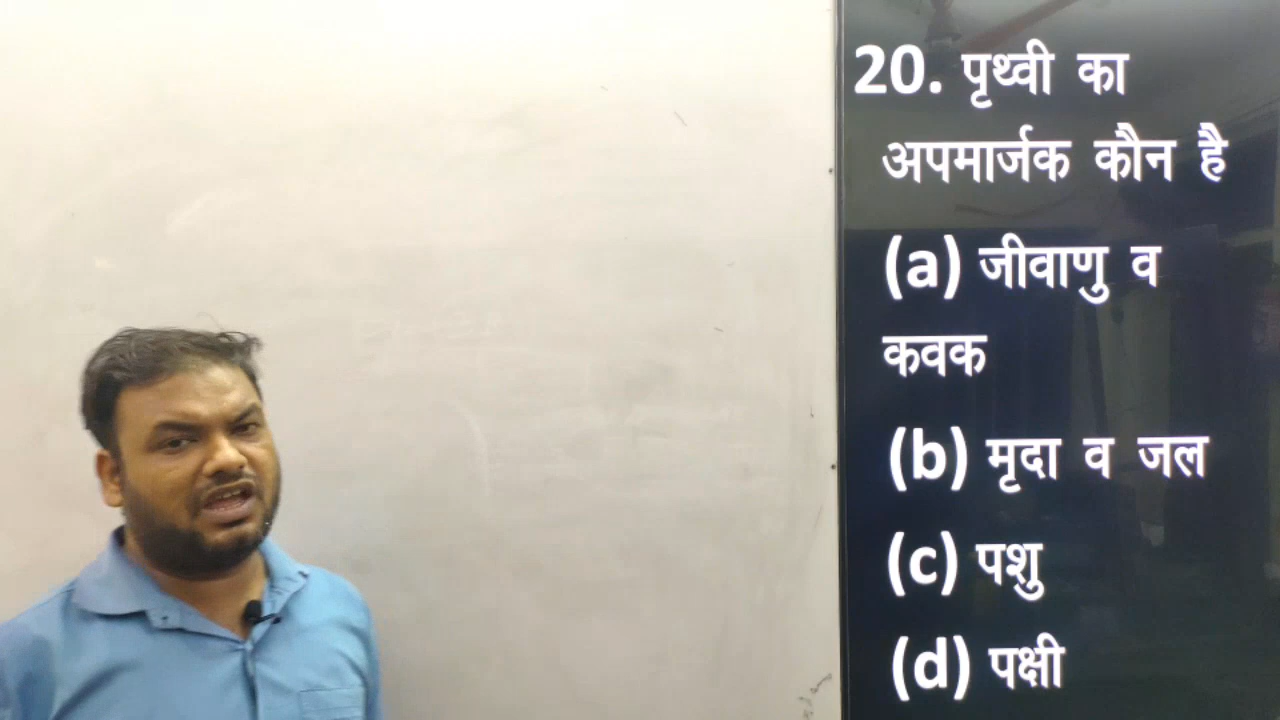 20. पृथ्वी का
अपमार्जक कौन है
(a) जीवाणु व
कवक
(b) मृदा व जल
(c) पशु
(d) पक्षी